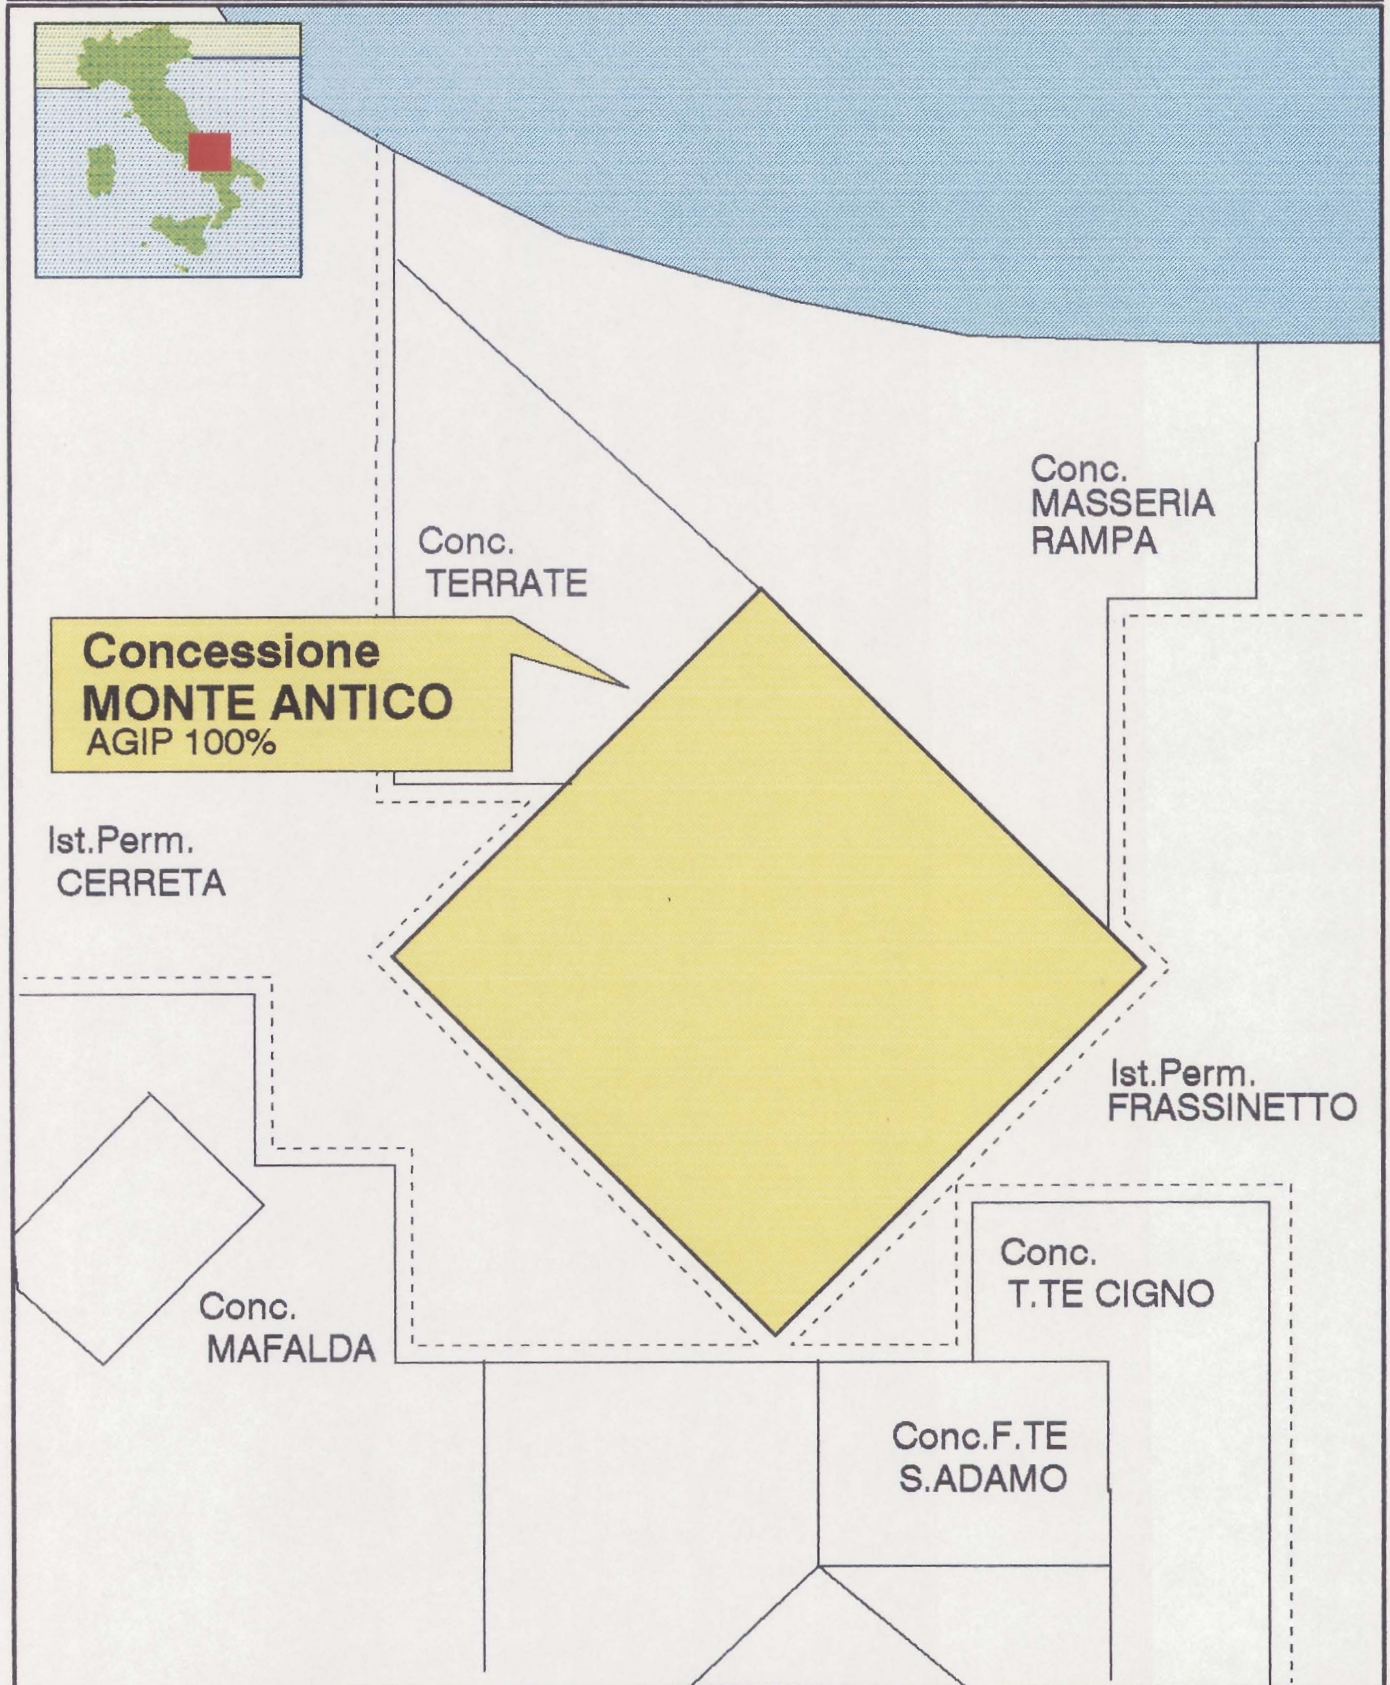 Conc.
MASSERIA
RAMPA
Conc.
TERRATE
Concessione
MONTE ANTICO
AGIP 100%
Ist.Perm.
CERRETA
Ist.Perm.
FRASSINETTO
Conc.
T.TE CIGNO
Conc.
MAFALDA
Conc.F.TE
S.ADAMO